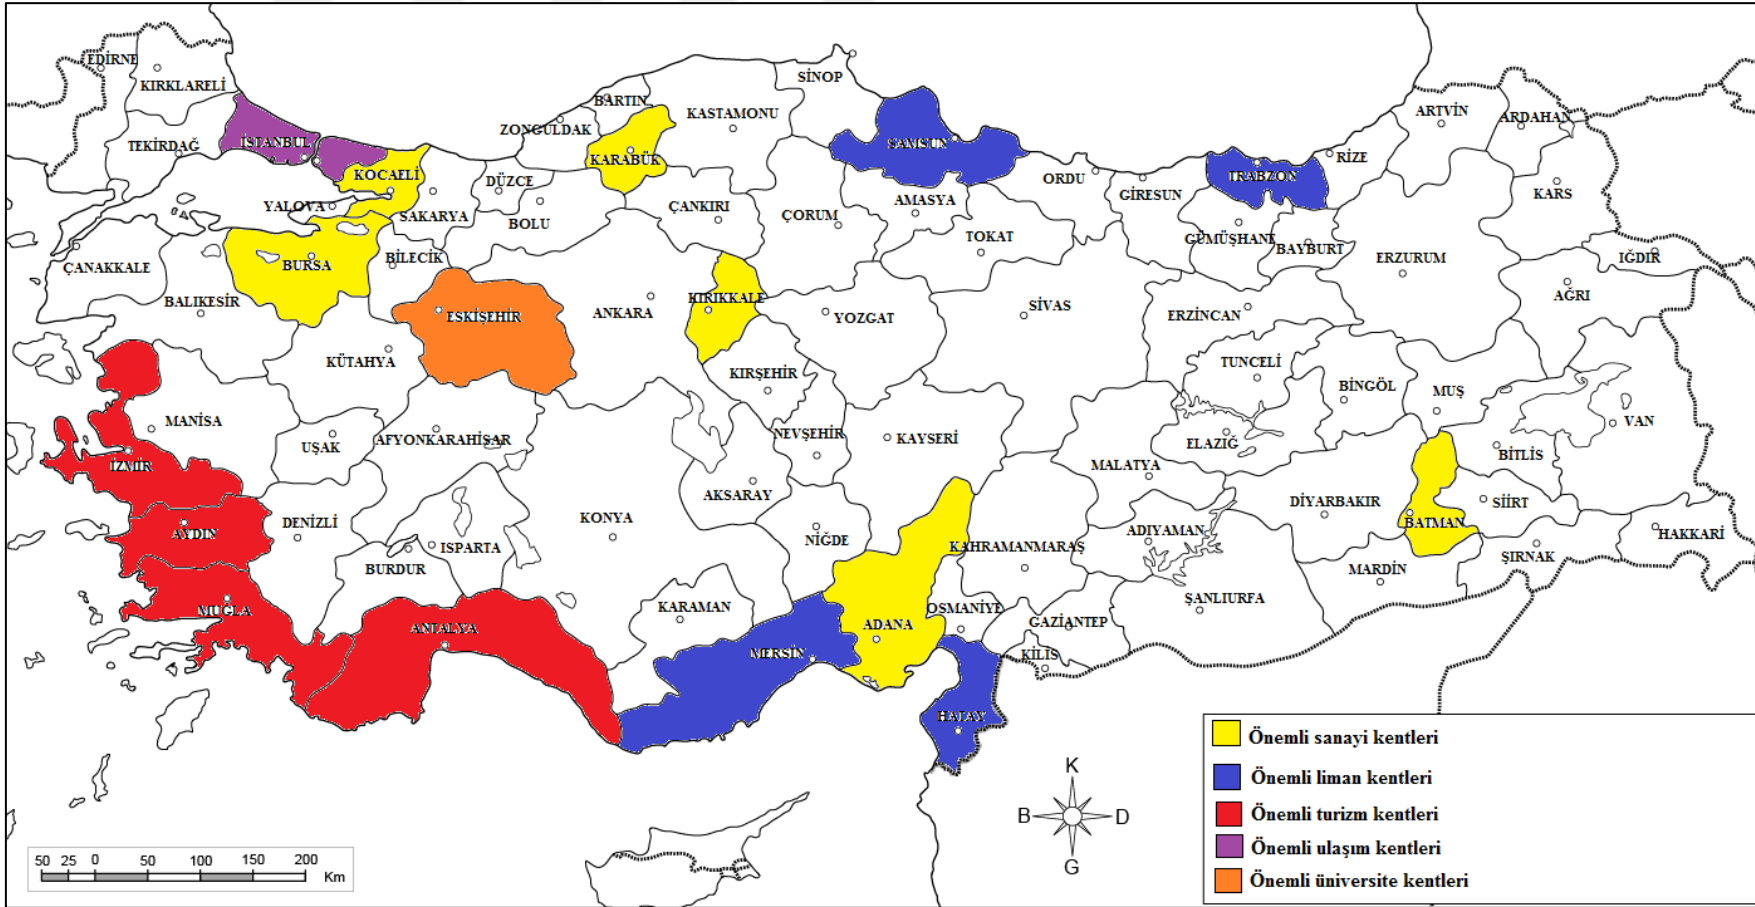 EDİRNE
KIRKLARELİ
TEKİRDAĞ
İSTANBUL
KOCAELİ
YALOVA
SAKARYA
DÜZCE
BOLU
ZONGULDAK
BARTIN
KARABÜK
KASTAMONU
SİNOP
SAMSUN
ÇANKIRI
ÇORUM
AMASYA
TOKAT
ORDU
GİRESUN
TRABZON
RİZE
ARTVİN
ARDAHAN
KARS
GÜMÜŞHANE
BAYBURT
ERZURUM
IĞDIR
AĞRI
ÇANAKKALE
BALIKESİR
BURSA
BİLECİK
ESKİŞEHİR
ANKARA
KIRIKKALE
YOZGAT
SİVAS
ERZİNCAN
TUNCELİ
BİNGÖL
MUŞ
VAN
KÜTAHYA
KIRŞEHİR
MANİSA
UŞAK
AFYONKARAHİSAR
NEVŞEHİR
KAYSERİ
MALATYA
ELAZIĞ
BİTLİS
İZMİR
AYDIN
DENİZLİ
ISPARTA
BURDUR
KONYA
AKSARAY
NİĞDE
KAHRAMANMARAŞ
ADIYAMAN
DİYARBAKIR
BATMAN
SİİRT
ŞIRNAK
HAKKARİ
MARDİN
MUĞLA
ANTALYA
KARAMAN
MERSİN
ADANA
OSMANİYE
GAZİANTEP
KİLİS
ŞANLIURFA
HATAY
K
B
D
G
50 25 0 50 100 150 200
Km
Önemli sanayi kentleri
Önemli liman kentleri
Önemli turizm kentleri
Önemli ulaşım kentleri
Önemli üniversite kentleri